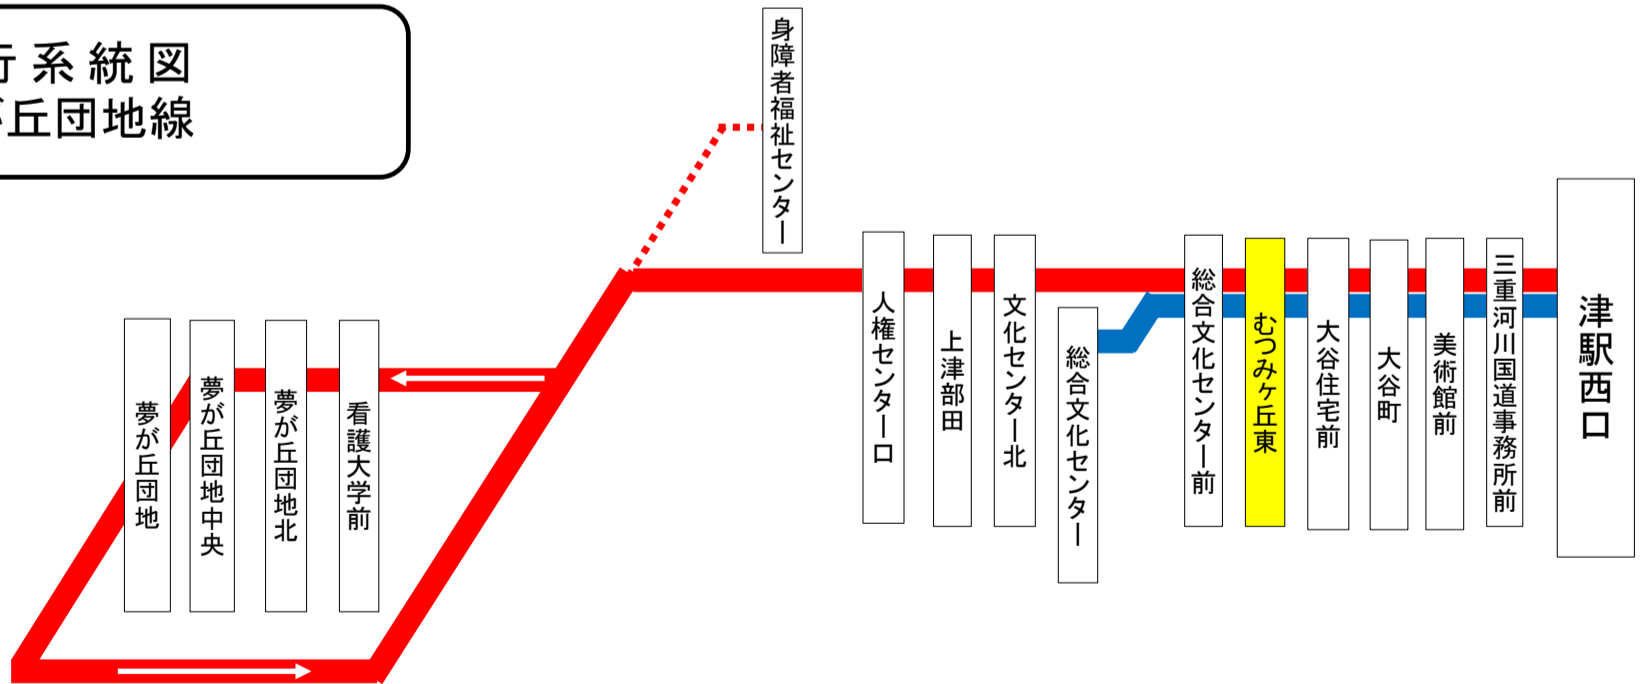 行系統図
が丘団地線
身障者福祉センター
夢が丘団地
夢が丘団地中央
夢が丘団地北
看護大学前
人権センター口
上津部田
文化センター北
総合文化センター
総合文化センター前
むつみヶ丘東
大谷住宅前
大谷町
美術館前
三重河川国道事務所前
津駅西口